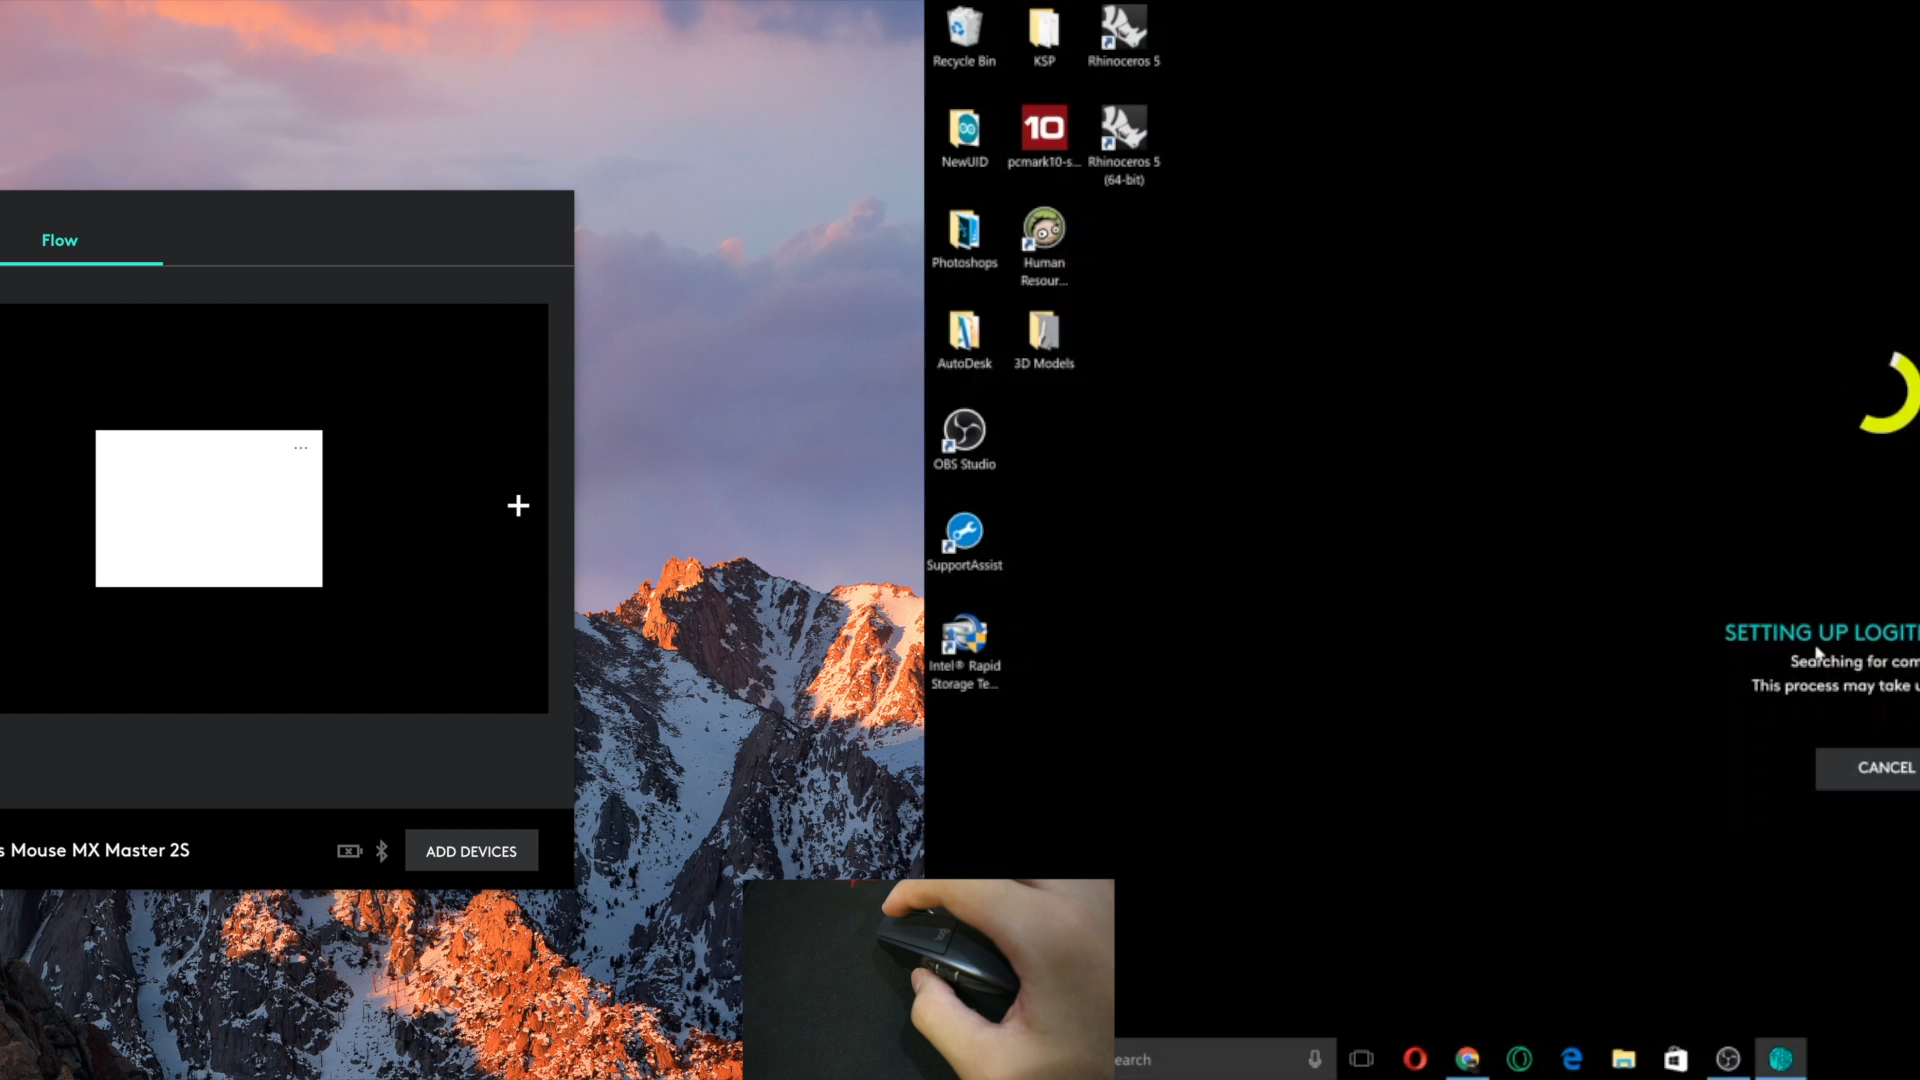 Flow
...
s Mouse MX Master 2S
ADD DEVICES
Recycle Bin
KSP
Rhinoceros 5
NewUID
10
pcmark10-s...
Rhinoceros 5
(64-bit)
Photoshops
Human
Resour...
AutoDesk
3D Models
OBS Studio
SupportAssist
Intel® Rapid
Storage Te...
SETTING UP LOGIT
Searching for com
This process may take
CANCEL
earch